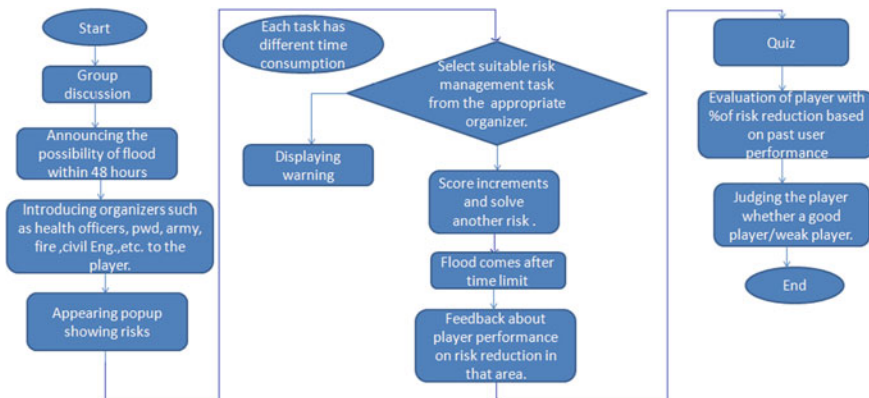 Start
Group
discussion
Announcing the
possibility of flood
within 48 hours
Introducing organizers such
as health officers, pwd, army,
fire ,civil Eng.,etc. to the
player.
Appearing popup
showing risks
Each task has
different time
consumption
Select suitable risk
management task
from the appropriate
organizer.
Displaying
warning
Score increments
and solve
another risk .
Flood comes after
time limit
Feedback about
player performance
on risk reduction in
that area.
Quiz
Evaluation of player with
%of risk reduction based
on past user
performance
Judging the player
whether a good
player/weak player.
End